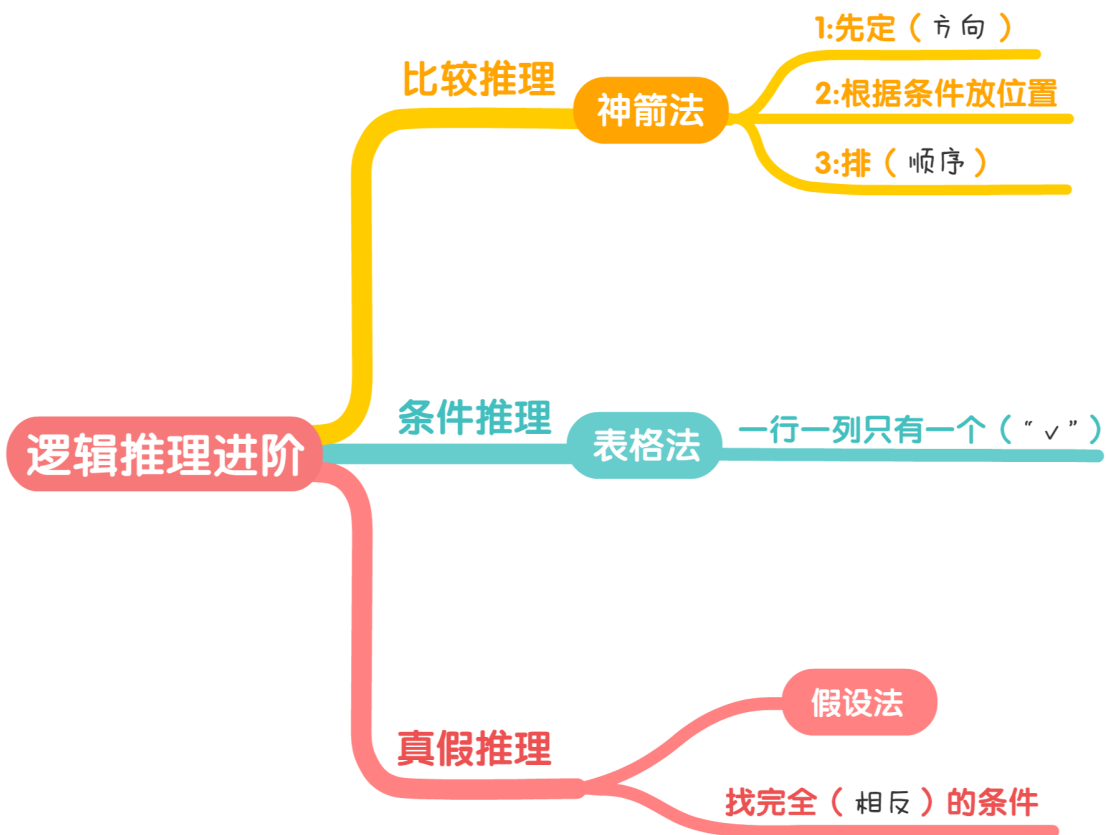 逻辑推理进阶
比较推理
神箭法
1:先定（方向）
2:根据条件放位置
3:排（顺序）
条件推理
表格法
一行一列只有一个（“✓”）
真假推理
假设法
找完全（相反）的条件